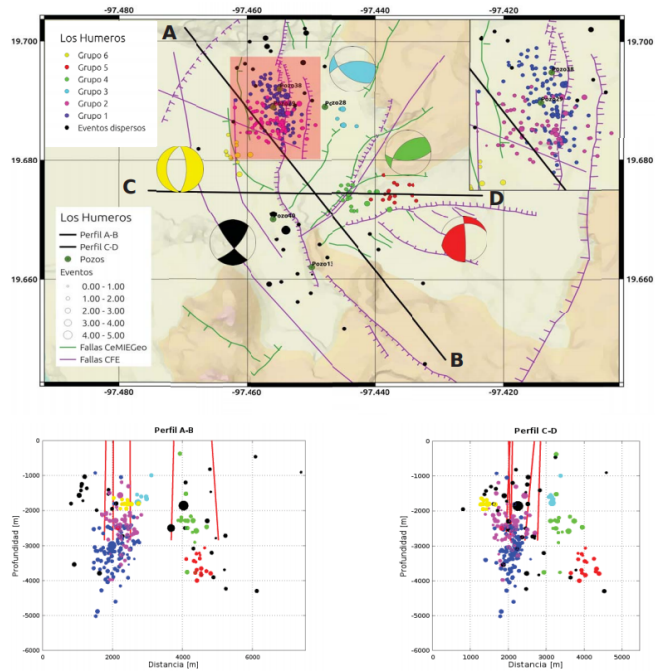 -97.480 -97.460 -97.440 -97.420
19.704 19.700
A
Los Humeros
Grupo 6
Grupo 5
Grupo 4
Grupo 3
Grupo 2
Grupo 1
Eventos dispersos
Pozo38
Pozo28
19.680 19.680
C D
Los Humeros
Perfil A-B
Perfil C-D
Pozos
Eventos
0.00 - 1.00
1.00 - 2.00
2.00 - 3.00
3.00 - 4.00
4.00 - 5.00
Fallas CeMIEGeo
Fallas CFE
Pozo40
19.660 19.660
B
-97.480 -97.460 -97.440 -97.420
Perfil A-B
Profundidad [m]
0
-1000
-2000
-3000
-4000
-5000
-6000
0 2000 4000 6000
Distancia [m]
Perfil C-D
Profundidad [m]
0
-1000
-2000
-3000
-4000
-5000
-6000
0 1000 2000 3000 4000 5000
Distancia [m]